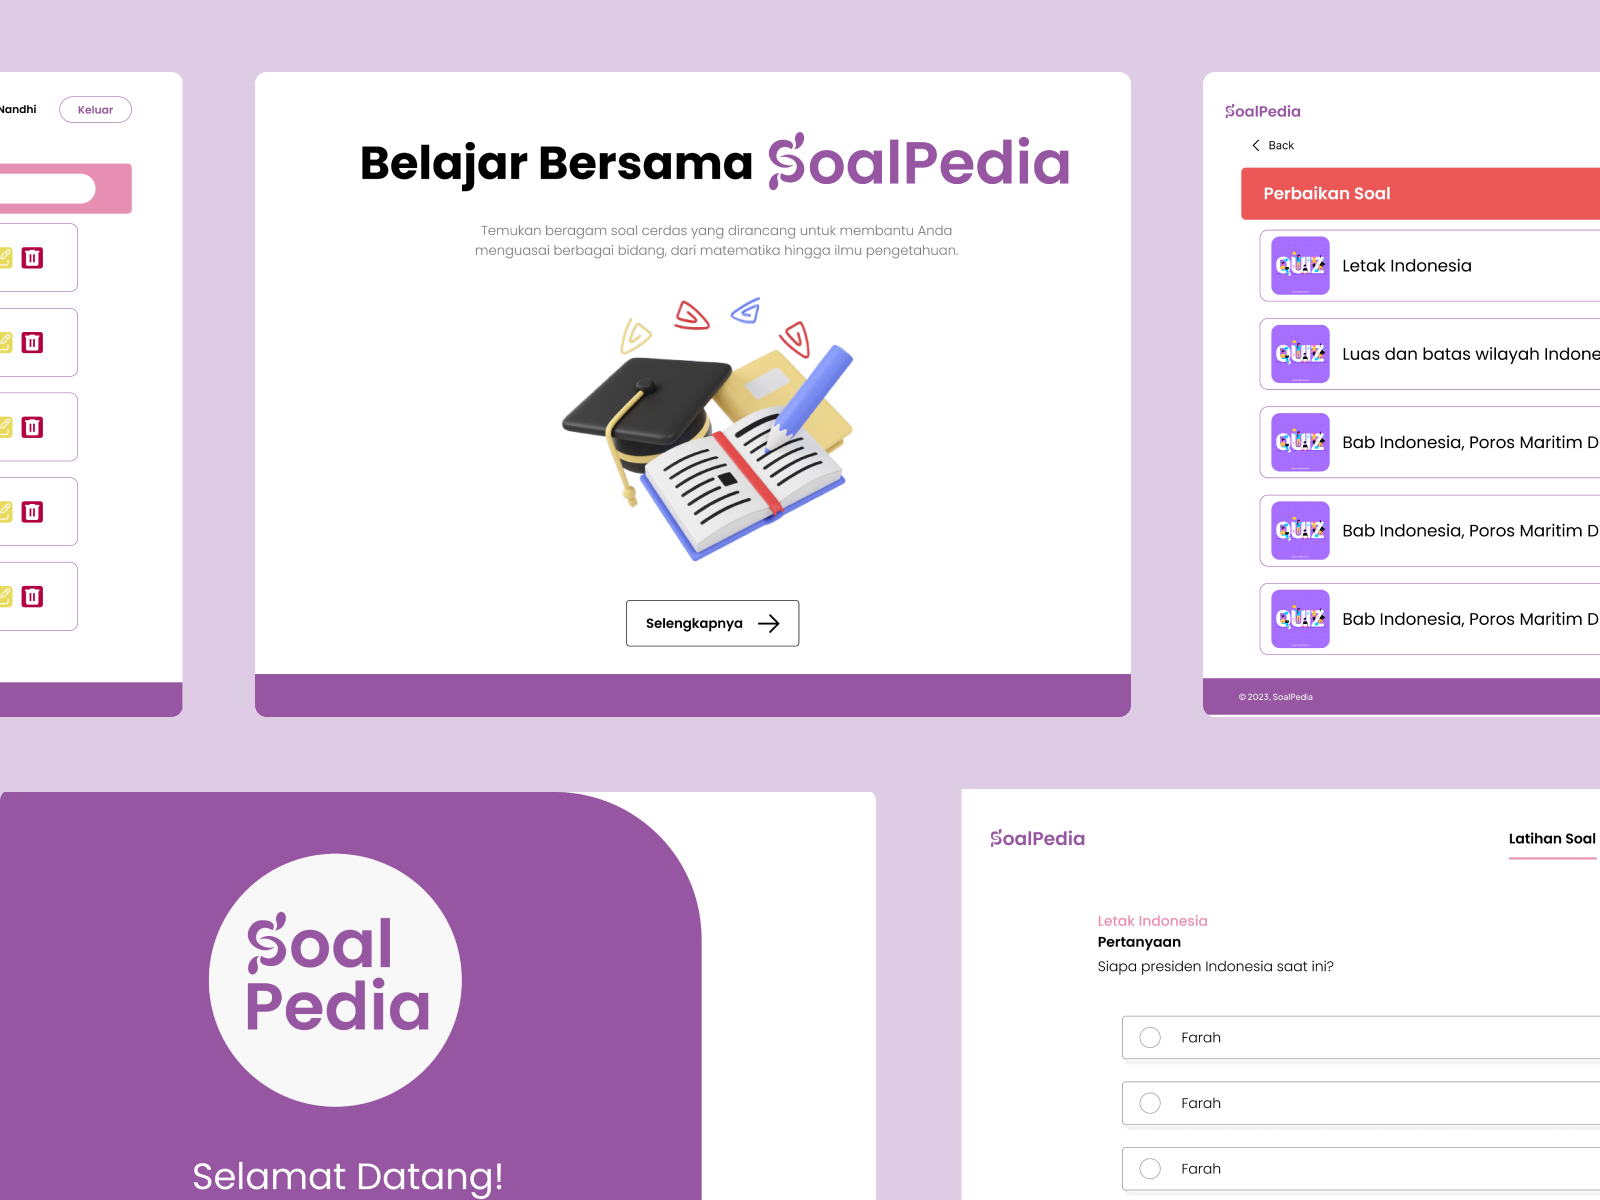 Nandhi
Keluar
Belajar Bersama SoalPedia
Temukan beragam soal cerdas yang dirancang untuk membantu Anda
menguasai berbagai bidang, dari matematika hingga ilmu pengetahuan.
Selengkapnya
SoalPedia
Back
Perbaikan Soal
QUIZ
Letak Indonesia
QUIZ
Luas dan batas wilayah Indone
QUIZ
Bab Indonesia, Poros Maritim D
QUIZ
Bab Indonesia, Poros Maritim D
QUIZ
Bab Indonesia, Poros Maritim D
© 2023, SoalPedia
Soal
Pedia
Selamat Datang!
SoalPedia
Latihan Soal
Letak Indonesia
Pertanyaan
Siapa presiden Indonesia saat ini?
Farah
Farah
Farah